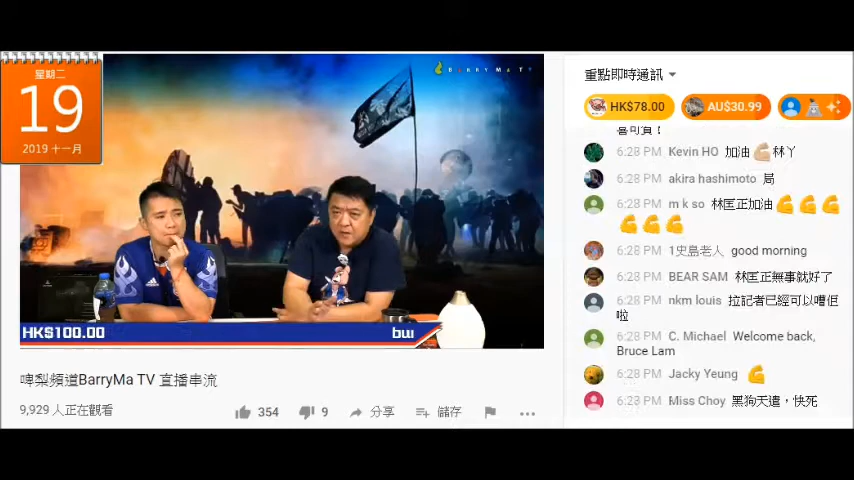 星期二
19
2019 十一月
BARRYMA TV
HK$100.00
bui
啤梨頻道BarryMa TV 直播串流
9,929 人正在觀看
354
9
分享
儲存
重點即時通訊
HK$78.00
AU$30.99
6:28 PM Kevin HO 加油💪🏼林丫
6:28 PM akira hashimoto 局
6:28 PM m k so 林匡正加油💪💪💪
💪💪💪
6:28 PM 1史島老人 good morning
6:28 PM BEAR SAM 林匡正無事就好了
6:28 PM nkm louis 拉記者已經可以嘈佢
啦
6:28 PM C. Michael Welcome back,
Bruce Lam
6:28 PM Jacky Yeung 💪
6:23 PM Miss Choy 黑狗天遣，快死